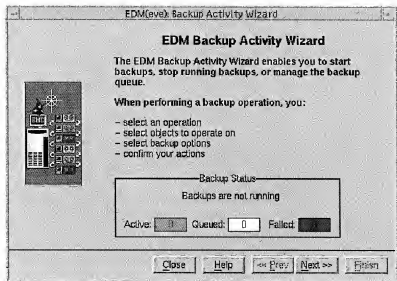 EDM(eve): Backup Activity Wizard
EDM Backup Activity Wizard
The EDM Backup Activity Wizard enables you to start
backups, stop running backups, or manage the backup
queue.
When performing a backup operation, you:
– select an operation
– select objects to operate on
– select backup options
– confirm your actions
Backup Status
Backups are not running
Active: 0 Queued: 0 Failed:
Close Help << Prev Next >> Finish